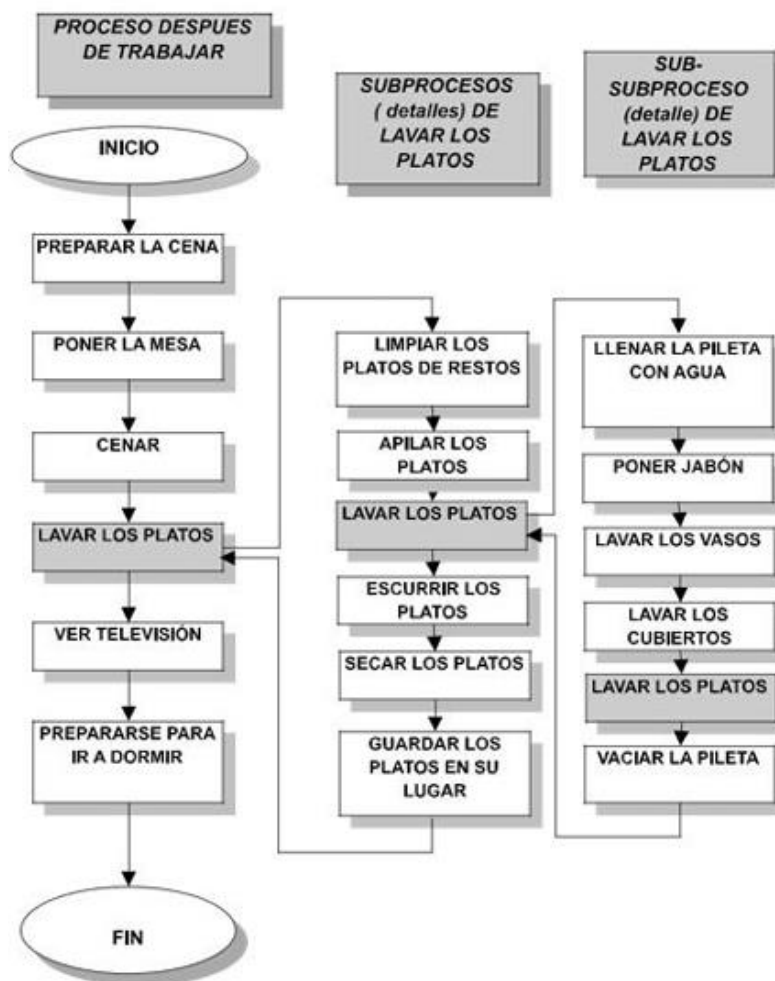 PROCESO DESPUES
DE TRABAJAR
INICIO
PREPARAR LA CENA
PONER LA MESA
CENAR
LAVAR LOS PLATOS
VER TELEVISIÓN
PREPARARSE PARA
IR A DORMIR
FIN
SUBPROCESOS
( detalles) DE
LAVAR LOS
PLATOS
LIMPIAR LOS
PLATOS DE RESTOS
APILAR LOS
PLATOS
LAVAR LOS PLATOS
ESCURRIR LOS
PLATOS
SECAR LOS PLATOS
GUARDAR LOS
PLATOS EN SU
LUGAR
SUB-
SUBPROCESO
(detalle) DE
LAVAR LOS
PLATOS
LLENAR LA PILETA
CON AGUA
PONER JABÓN
LAVAR LOS VASOS
LAVAR LOS
CUBIERTOS
LAVAR LOS PLATOS
VACIAR LA PILETA